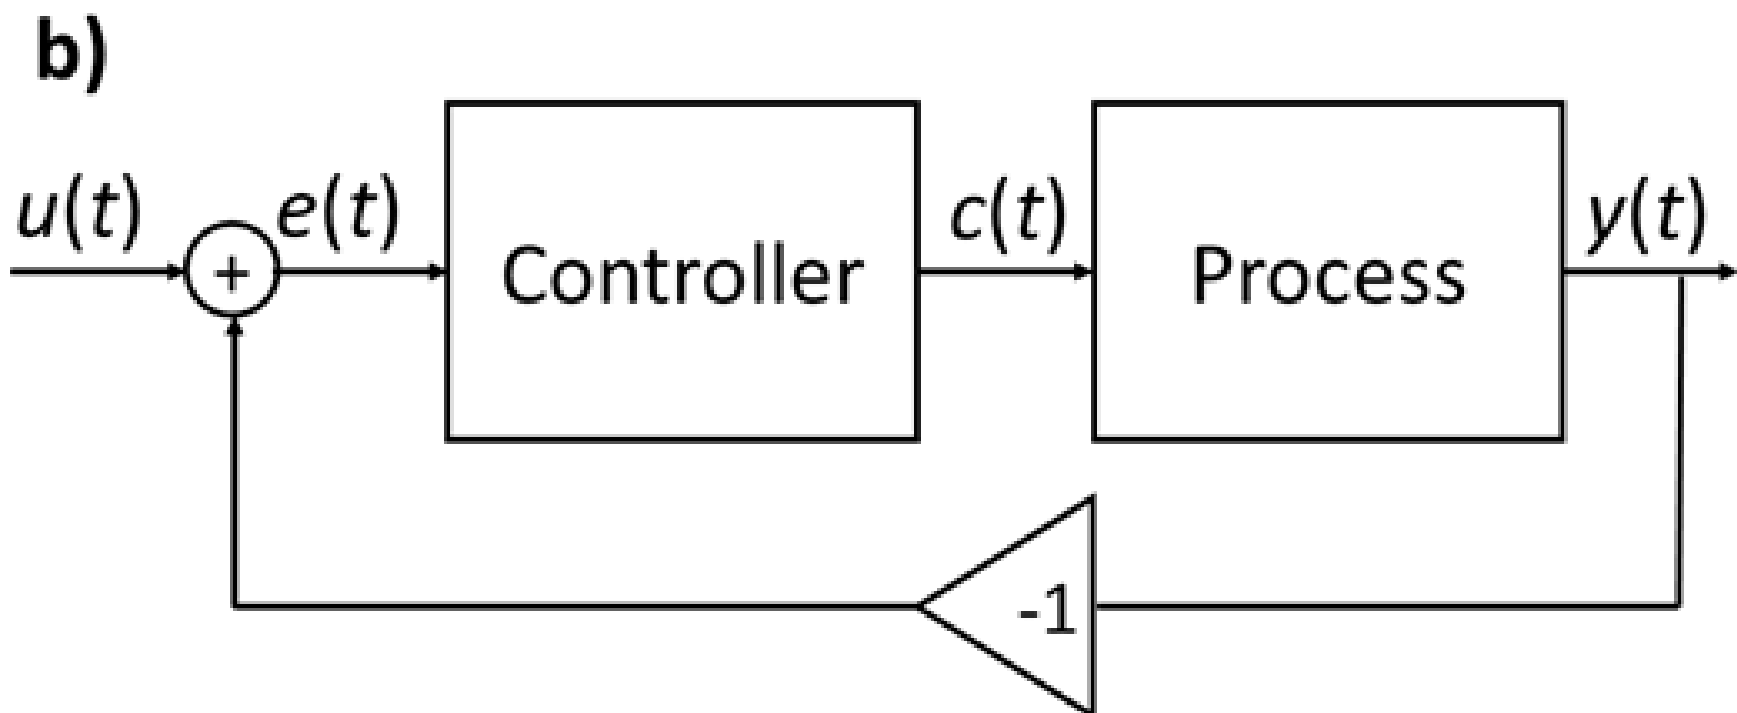 b)
u(t)
e(t)
c(t)
y(t)
+
Controller
Process
-1